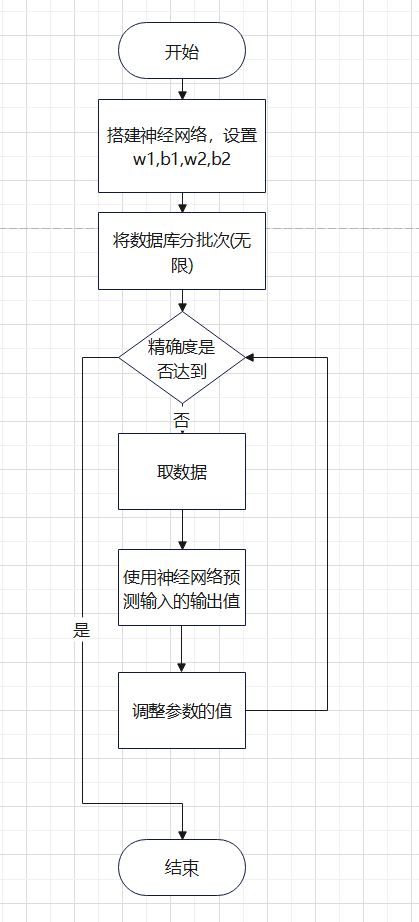 开始
搭建神经网络，设置
w1,b1,w2,b2
将数据库分批次(无
限)
精确度是
否达到
否
取数据
使用神经网络预
测输入的输出值
是
调整参数的值
结束